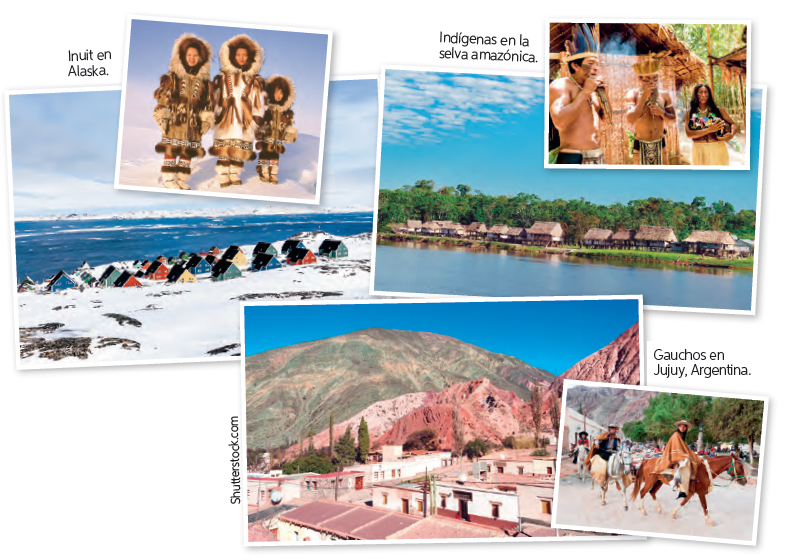 Inuit en
Alaska.
Indígenas en la
selva amazónica.
Gauchos en
Jujuy, Argentina.
Shutterstock.com